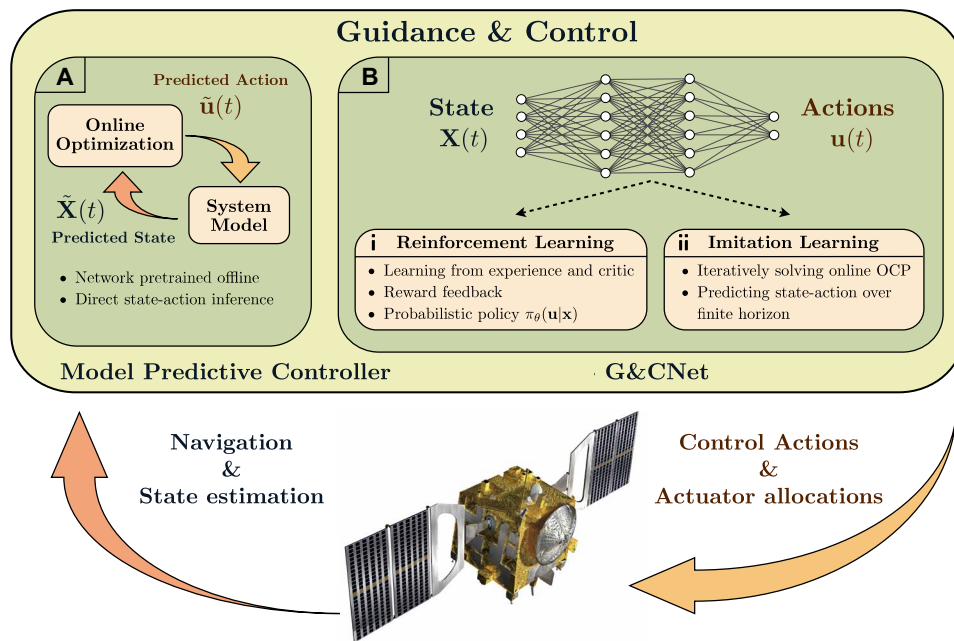 Guidance & Control
A
Predicted Action
ũ(t)
Online
Optimization
System
Model
X̃(t)
Predicted State
• Network pretrained offline
• Direct state-action inference
Model Predictive Controller
B
State
X(t)
Actions
u(t)
i Reinforcement Learning
• Learning from experience and critic
• Reward feedback
• Probabilistic policy πθ(u|x)
ii Imitation Learning
• Iteratively solving online OCP
• Predicting state-action over
finite horizon
G&CNet
Navigation
&
State estimation
Control Actions
&
Actuator allocations